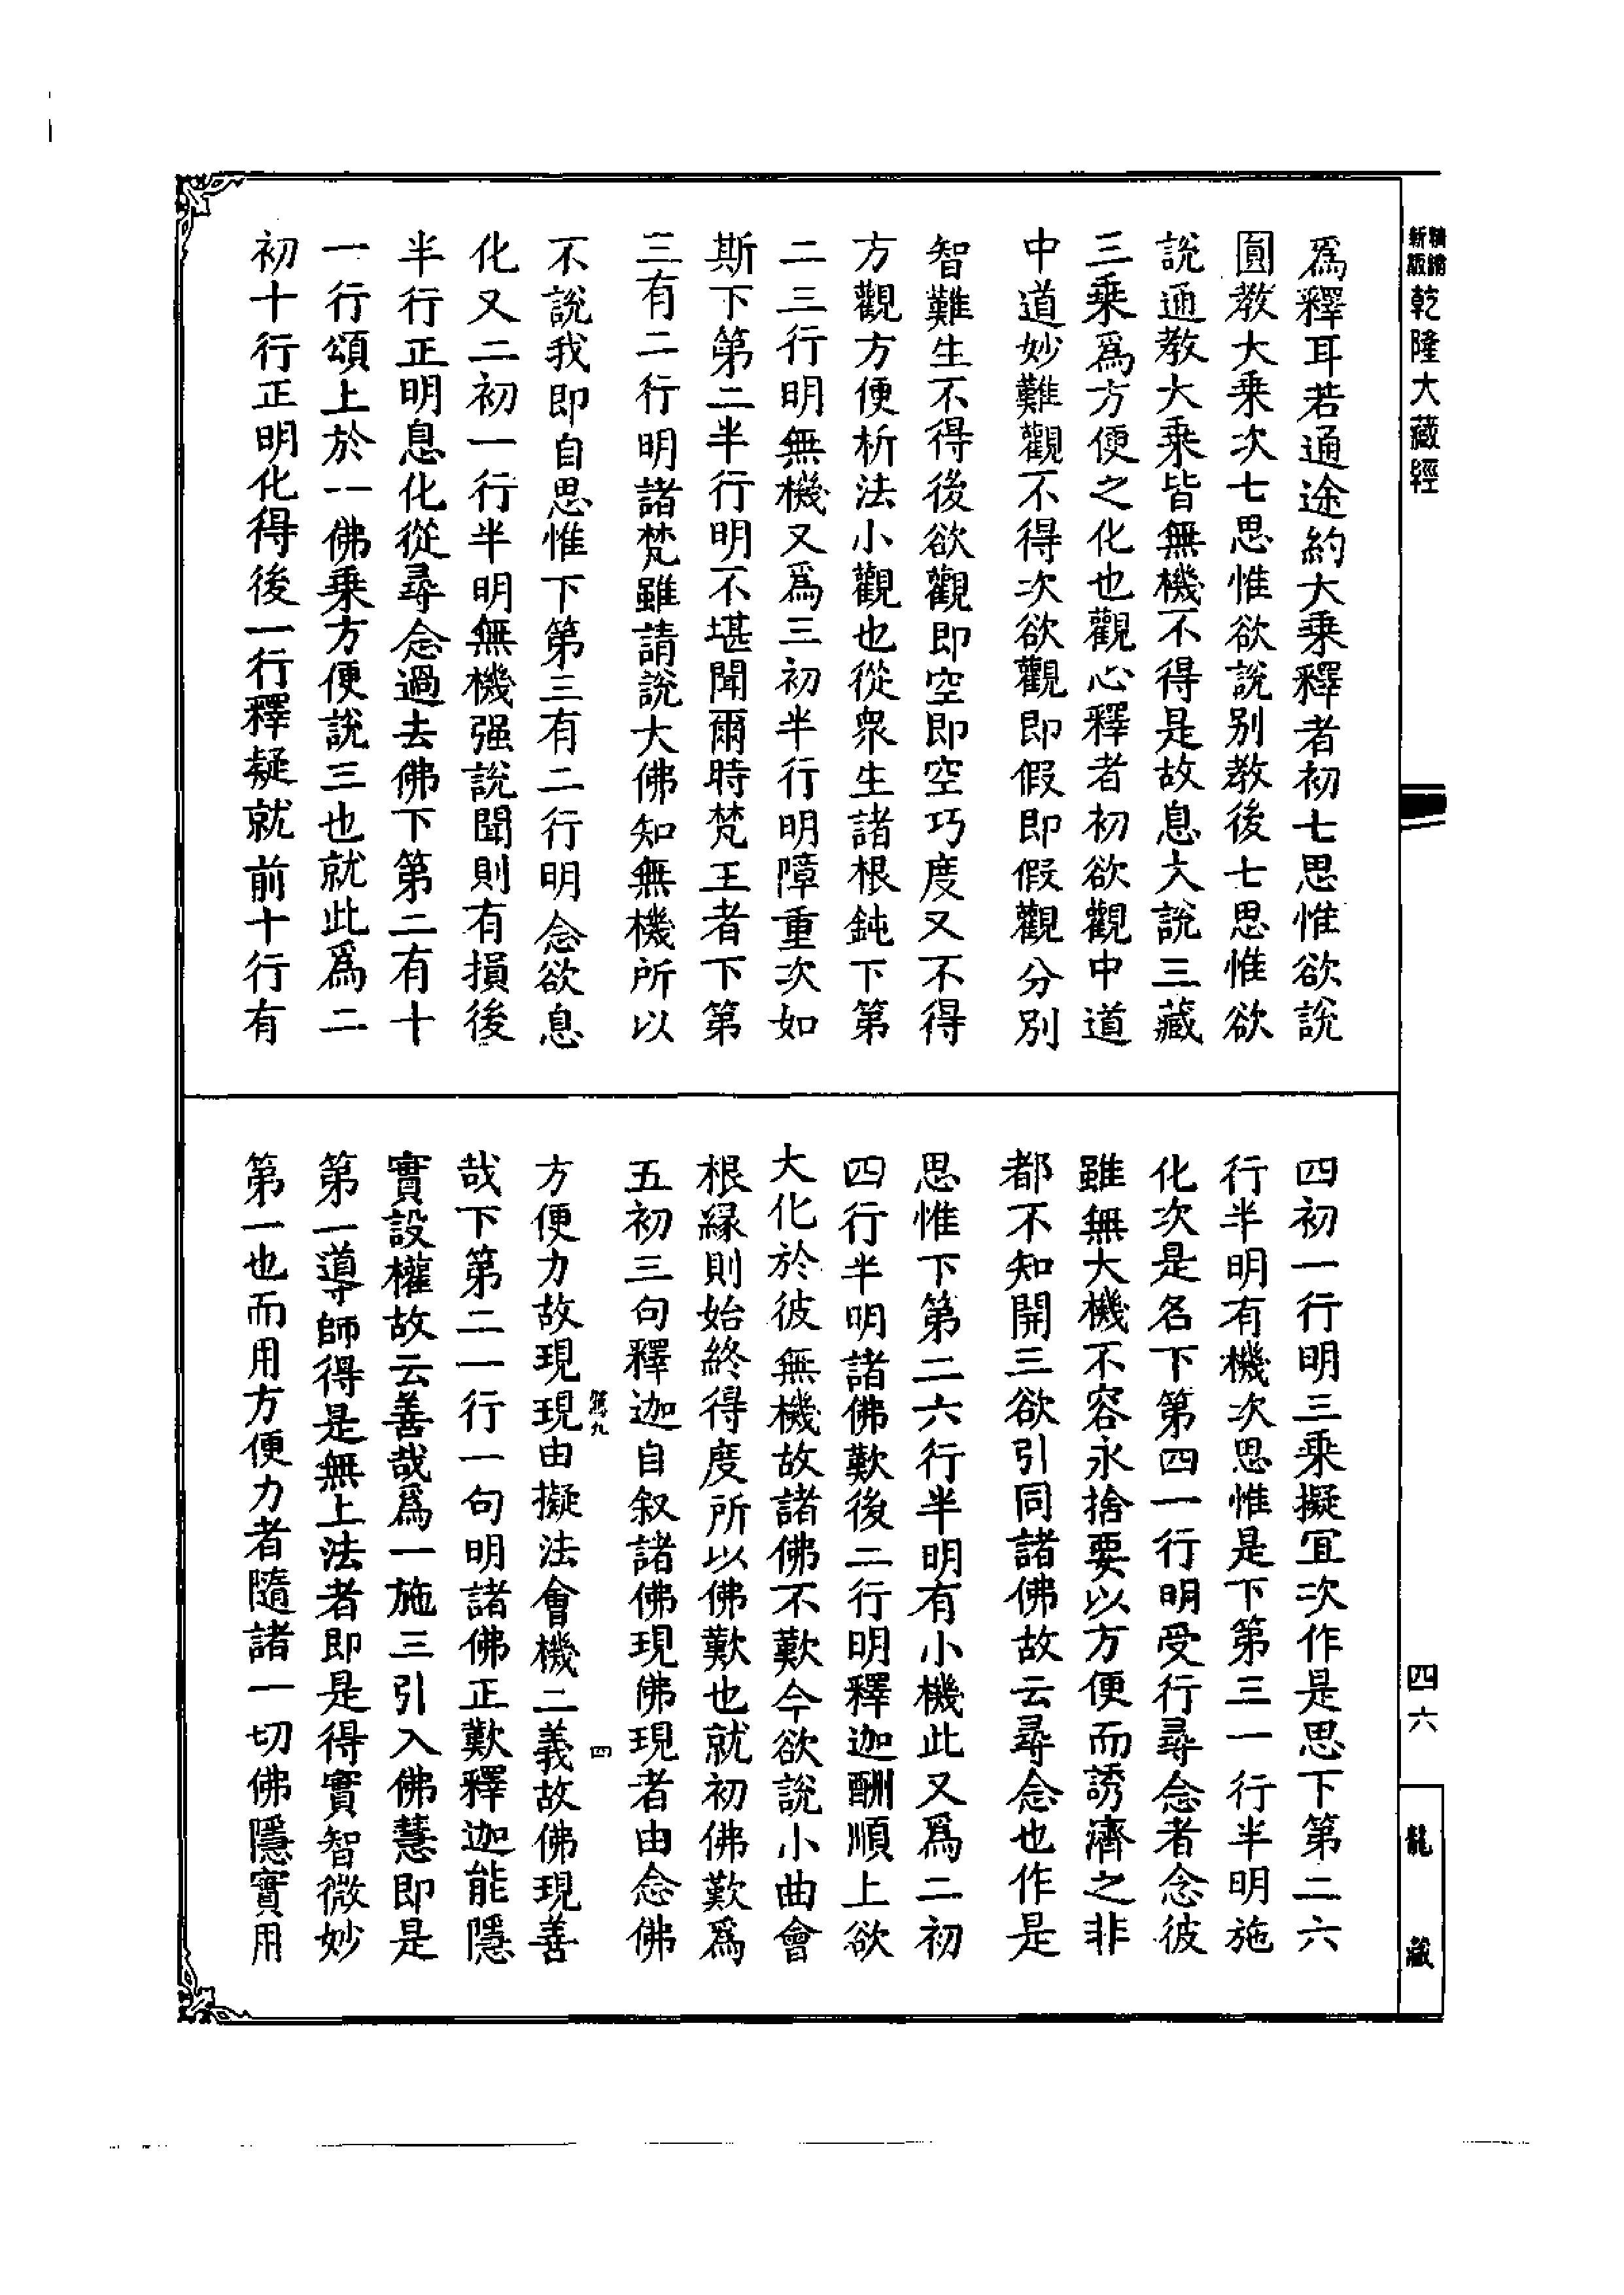 新版精縮乾隆大藏經
爲釋耳若通途約大乘釋者初七思惟欲說
圓教大乘次七思惟欲說別教後七思惟欲
說通教大乘皆無機不得是故息大說三藏
三乘爲方便之化也觀心釋者初欲觀中道
中道妙難觀不得次欲觀即假即假觀分別
智難生不得後欲觀即空即空巧度又不得
方觀方便析法小觀也從衆生諸根鈍下第
二三行明無機又爲三初半行明障重次如
斯下第二半行明不堪聞爾時梵王者下第
三有二行明諸梵雖請說大佛知無機所以
不說我即自思惟下第三有二行明念欲息
化又二初一行半明無機强說聞則有損後
半行正明息化從尋念過去佛下第二有十
一行頌上於一佛乘方便說三也就此爲二
初十行正明化得後一行釋疑就前十行有
四初一行明三乘擬宜次作是思下第二六
行半明有機次思惟是下第三一行半明施
化次是名下第四一行明受行尋念者念彼
雖無大機不容永捨要以方便而誘濟之非
都不知開三欲引同諸佛故云尋念也作是
思惟下第二六行半明有小機此又爲二初
四行半明諸佛歎後二行明釋迦酬順上欲
大化於彼無機故諸佛不歎今欲說小曲會
根緣則始終得度所以佛歎也就初佛歎爲
五初三句釋迦自叙諸佛現佛現者由念佛
方便力故現現由擬法會機二義故佛現善
哉下第二一行一句明諸佛正歎釋迦能隱
實設權故云善哉爲一施三引入佛慧即是
第一導師得是無上法者即是得實智微妙
第一也而用方便力者隨諸一切佛隱實用
九
四
四六
龍藏